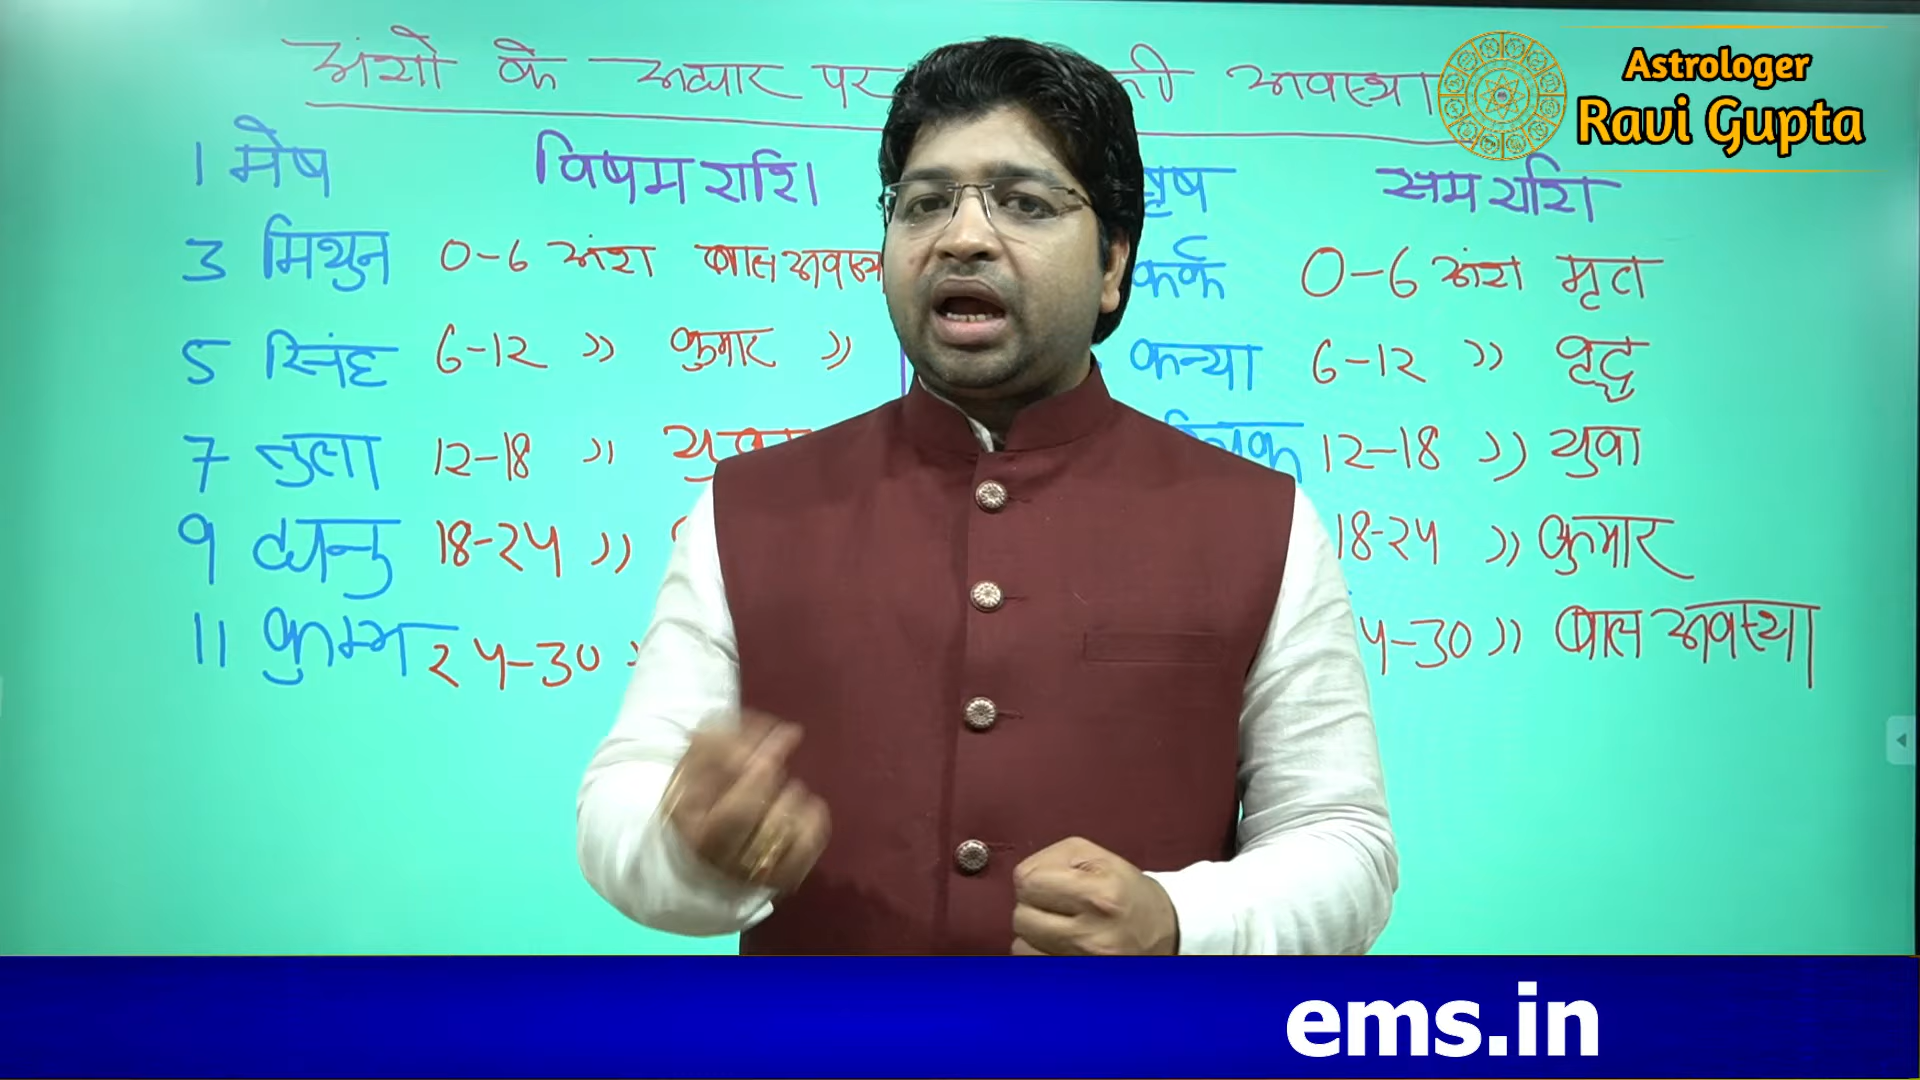 अंशो के आधार पर की अवस्था
Astrologer
Ravi Gupta
1 मेष विषम राशि वृष सम राशि
3 मिथुन 0-6 अंश बाल अवस्था कर्क 0-6 अंश मृत
5 सिंह 6-12 » कुमार » कन्या 6-12 » वृद्ध
7 तुला 12-18 » युवा 12-18 » युवा
9 धनु 18-24 » 18-24 » कुमार
11 कुम्भ 24-30 » 4-30 » बाल अवस्था
ems.in